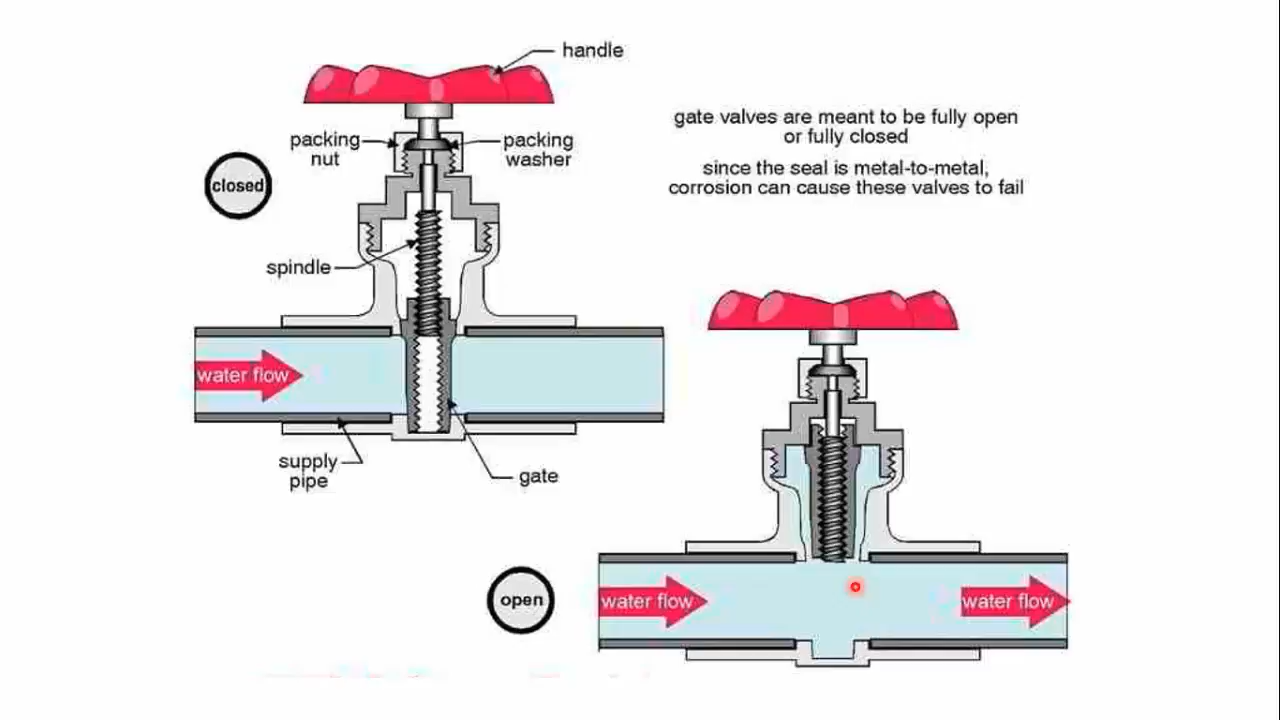 handle
packing
nut
packing
washer
gate valves are meant to be fully open
or fully closed
since the seal is metal-to-metal,
corrosion can cause these valves to fail
closed
spindle
water flow
supply
pipe
gate
open
water flow
water flow